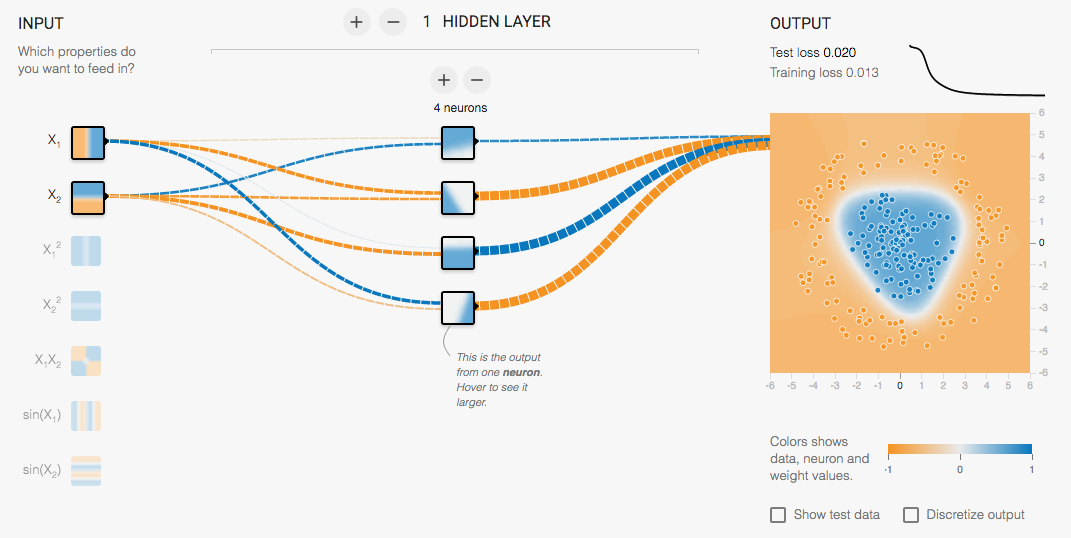 INPUT
Which properties do
you want to feed in?
+ − 1 HIDDEN LAYER
+ −
4 neurons
X₁
X₂
X₁²
X₂²
X₁X₂
sin(X₁)
sin(X₂)
This is the output
from one neuron.
Hover to see it
larger.
OUTPUT
Test loss 0.020
Training loss 0.013
6
5
4
3
2
1
0
-1
-2
-3
-4
-5
-6
-6 -5 -4 -3 -2 -1 0 1 2 3 4 5 6
Colors shows
data, neuron and
weight values.
-1 0 1
Show test data
Discretize output